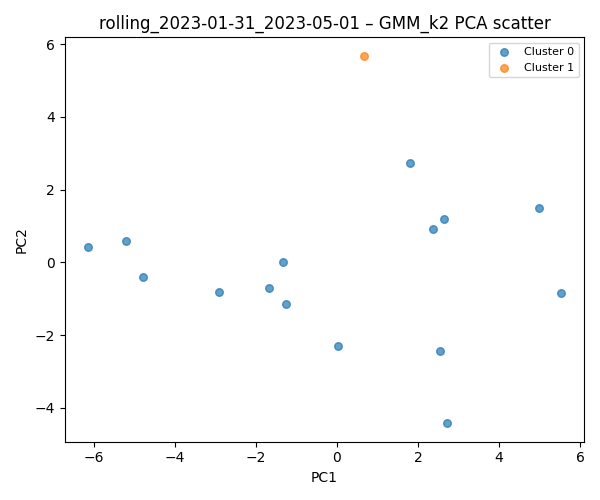 rolling_2023-01-31_2023-05-01 – GMM_k2 PCA scatter
Cluster 0
Cluster 1
PC2
6
4
2
0
−2
−4
−6
−4
−2
0
2
4
6
PC1